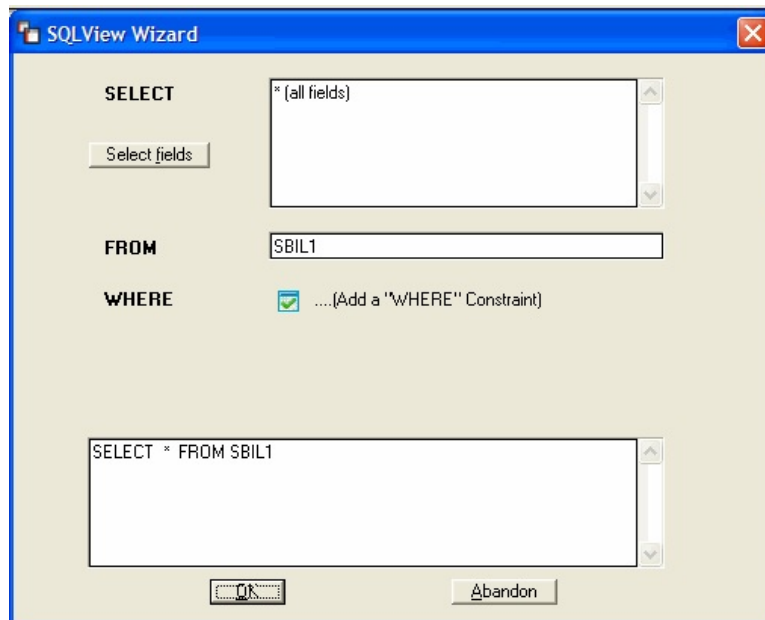 SQLView Wizard
SELECT
* (all fields)
Select fields
FROM
SBIL1
WHERE
....(Add a "WHERE" Constraint)
SELECT * FROM SBIL1
OK
Abandon